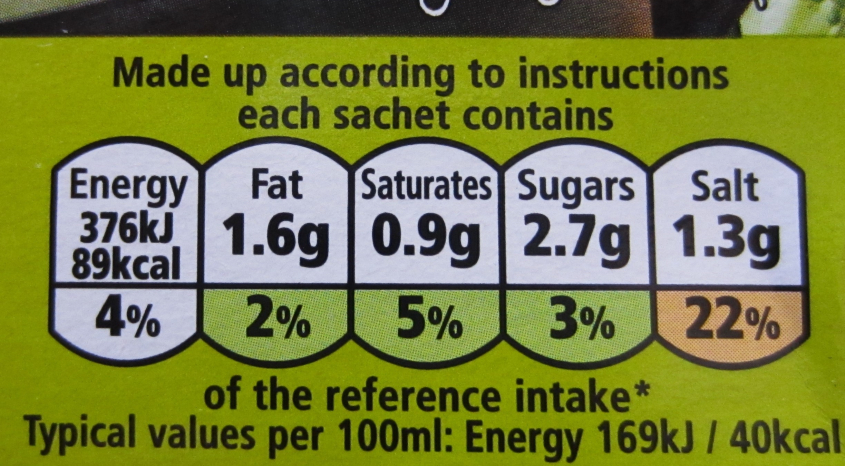 Made up according to instructions
each sachet contains
Energy Fat Saturates Sugars Salt
376kJ 1.6g 0.9g 2.7g 1.3g
89kcal
4% 2% 5% 3% 22%
of the reference intake*
Typical values per 100ml: Energy 169kJ / 40kcal